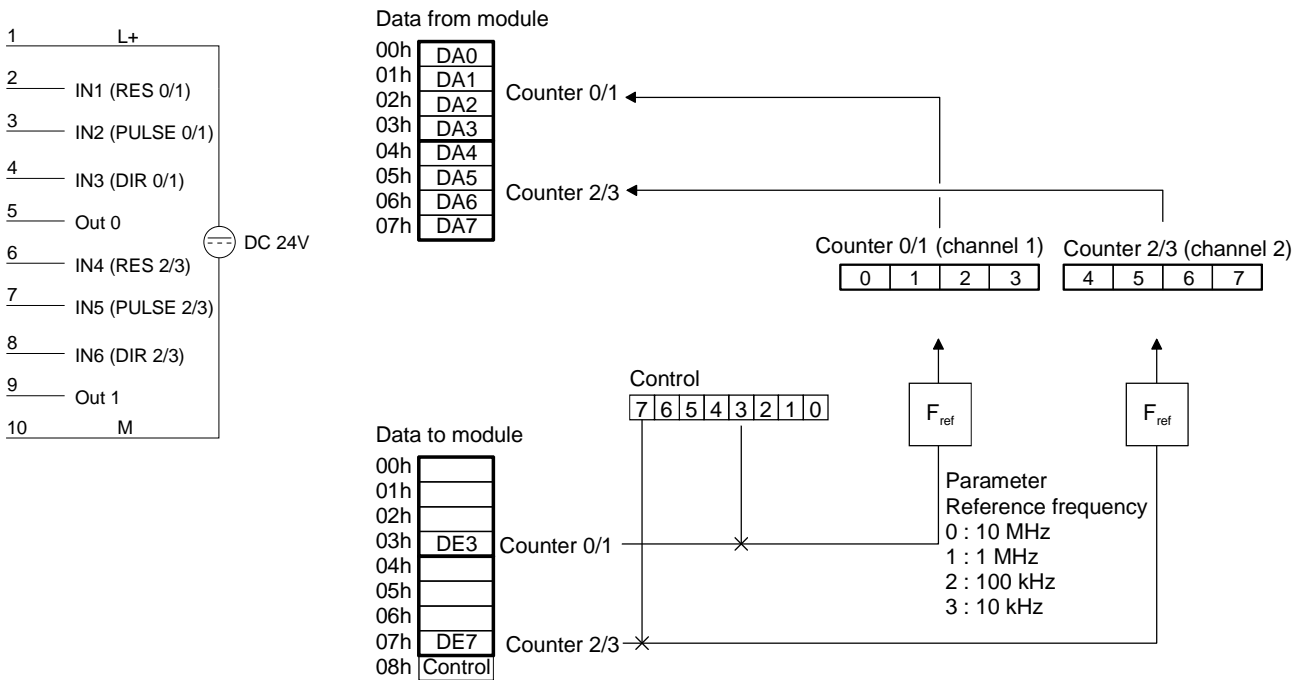 1 L+
2 IN1 (RES 0/1)
3 IN2 (PULSE 0/1)
4 IN3 (DIR 0/1)
5 Out 0
6 IN4 (RES 2/3)
7 IN5 (PULSE 2/3)
8 IN6 (DIR 2/3)
9 Out 1
10 M
DC 24V
Data from module
00h DA0
01h DA1
02h DA2
03h DA3
04h DA4
05h DA5
06h DA6
07h DA7
Counter 0/1
Counter 2/3
Counter 0/1 (channel 1)
0 1 2 3
Counter 2/3 (channel 2)
4 5 6 7
Control
7 6 5 4 3 2 1 0
Fref
Fref
Data to module
00h
01h
02h
03h DE3 Counter 0/1
04h
05h
06h
07h DE7 Counter 2/3
08h Control
Parameter
Reference frequency
0 : 10 MHz
1 : 1 MHz
2 : 100 kHz
3 : 10 kHz